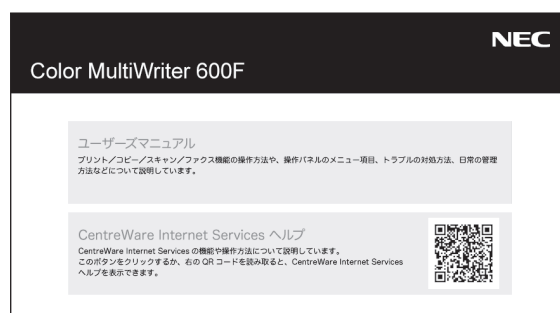 NEC
Color MultiWriter 600F
ユーザーズマニュアル
プリント／コピー／スキャン／ファクス機能の操作方法や、操作パネルのメニュー項目、トラブルの対処方法、日常の管理
方法などについて説明しています。
CentreWare Internet Services ヘルプ
CentreWare Internet Services の機能や操作方法について説明しています。
このボタンをクリックするか、右の QR コードを読み取ると、CentreWare Internet Services
ヘルプを表示できます。